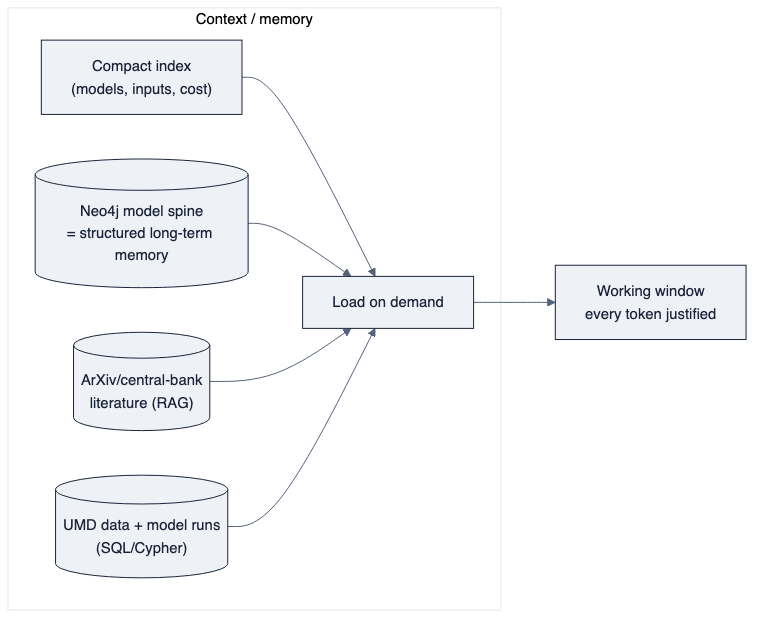 Context / memory
Compact index
(models, inputs, cost)
Neo4j model spine
= structured long-term
memory
Load on demand
Working window
every token justified
ArXiv/central-bank
literature (RAG)
UMD data + model runs
(SQL/Cypher)